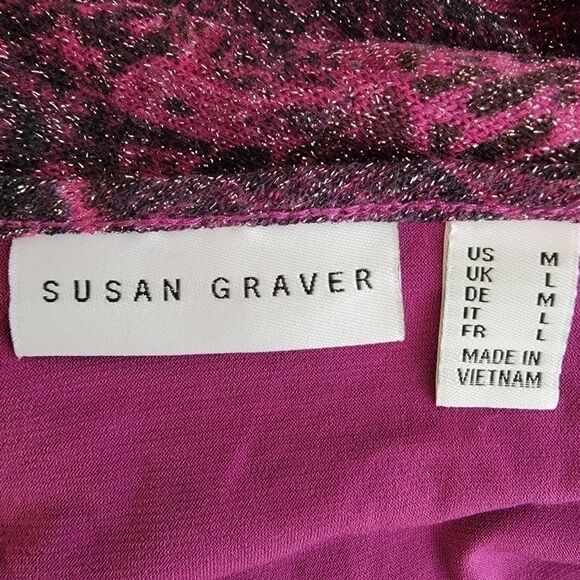 SUSAN GRAVER
US M
UK L
DE M
IT L
FR L
MADE IN
VIETNAM